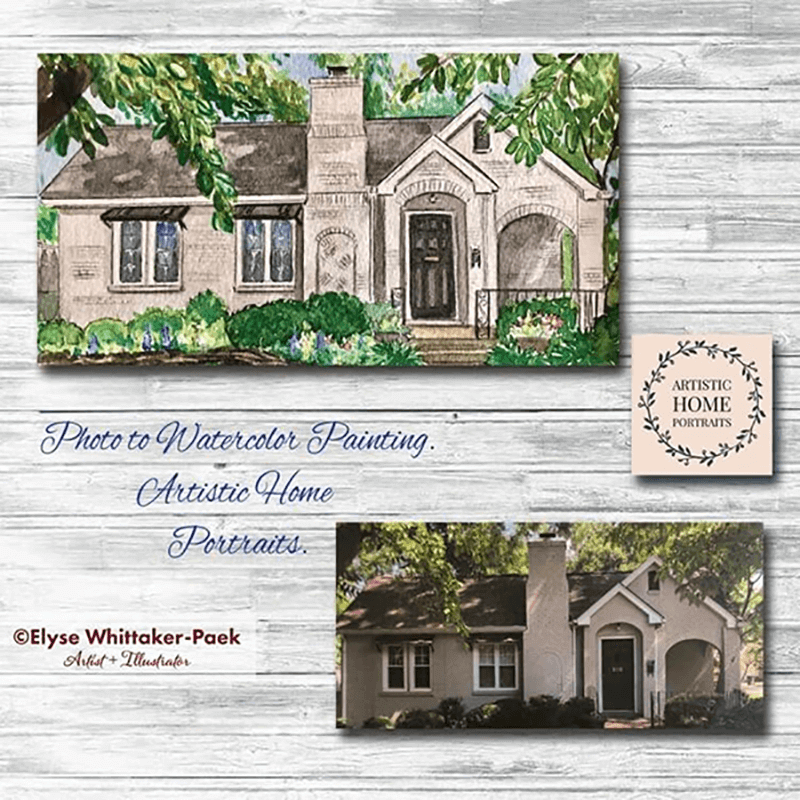 ARTISTIC
HOME
PORTRAITS
Photo to Watercolor Painting.
Artistic Home
Portraits.
©Elyse Whittaker-Paek
Artist + Illustrator